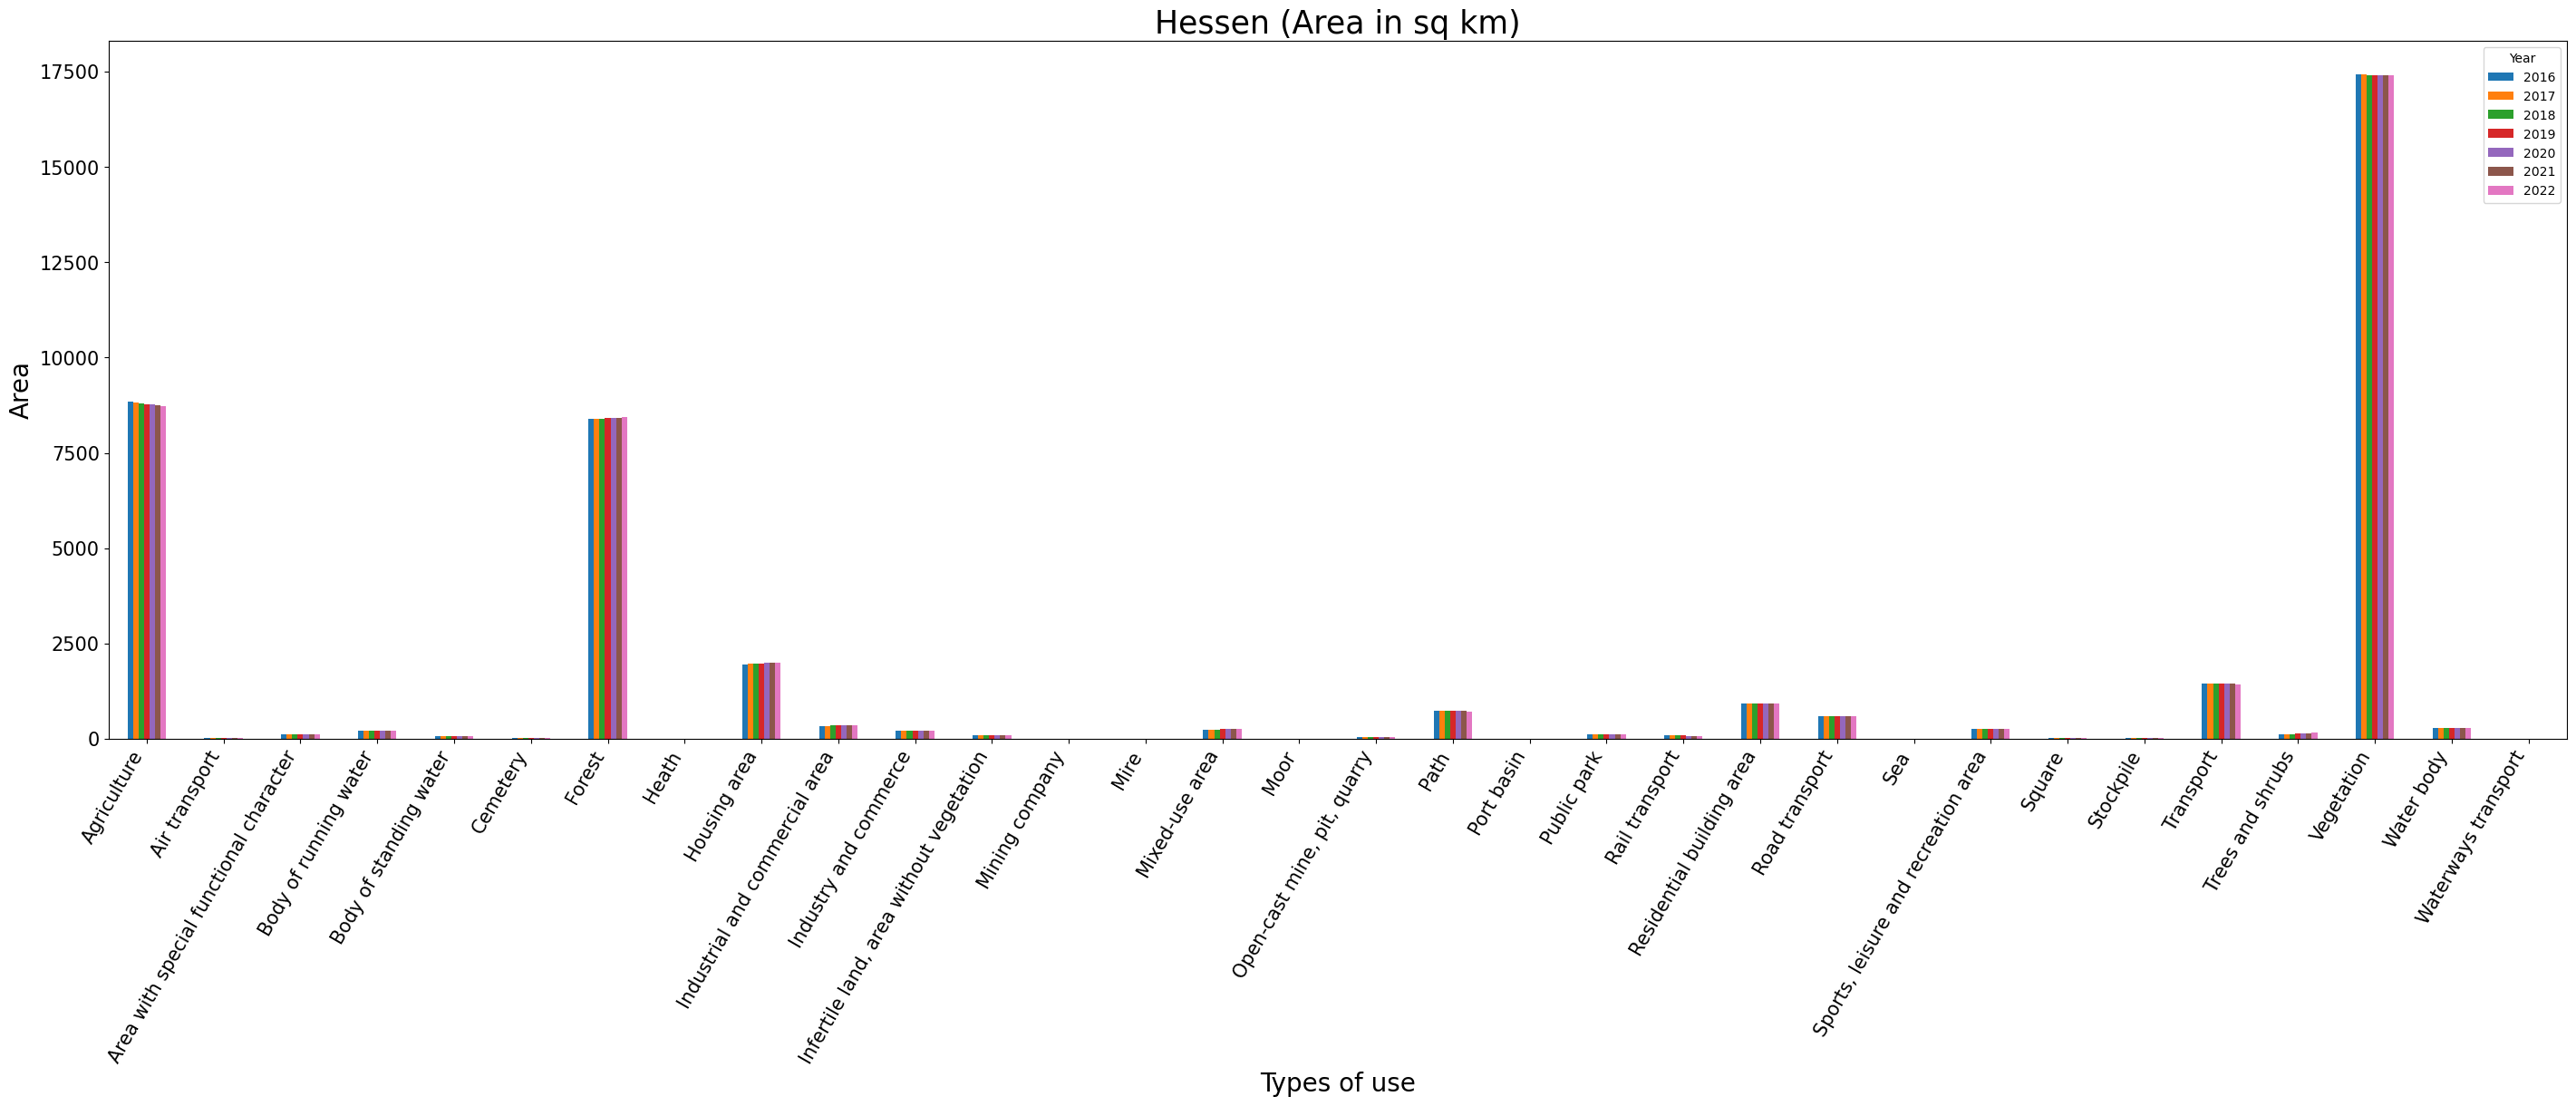 Hessen (Area in sq km)
17500
15000
12500
10000
7500
5000
2500
0
Area
Year
2016
2017
2018
2019
2020
2021
2022
Agriculture
Air transport
Area with special functional character
Body of running water
Body of standing water
Cemetery
Forest
Heath
Housing area
Industrial and commercial area
Industry and commerce
Infertile land, area without vegetation
Mining company
Mire
Mixed-use area
Moor
Open-cast mine, pit, quarry
Path
Port basin
Public park
Rail transport
Residential building area
Road transport
Sea
Sports, leisure and recreation area
Square
Stockpile
Transport
Trees and shrubs
Vegetation
Water body
Waterways transport
Types of use